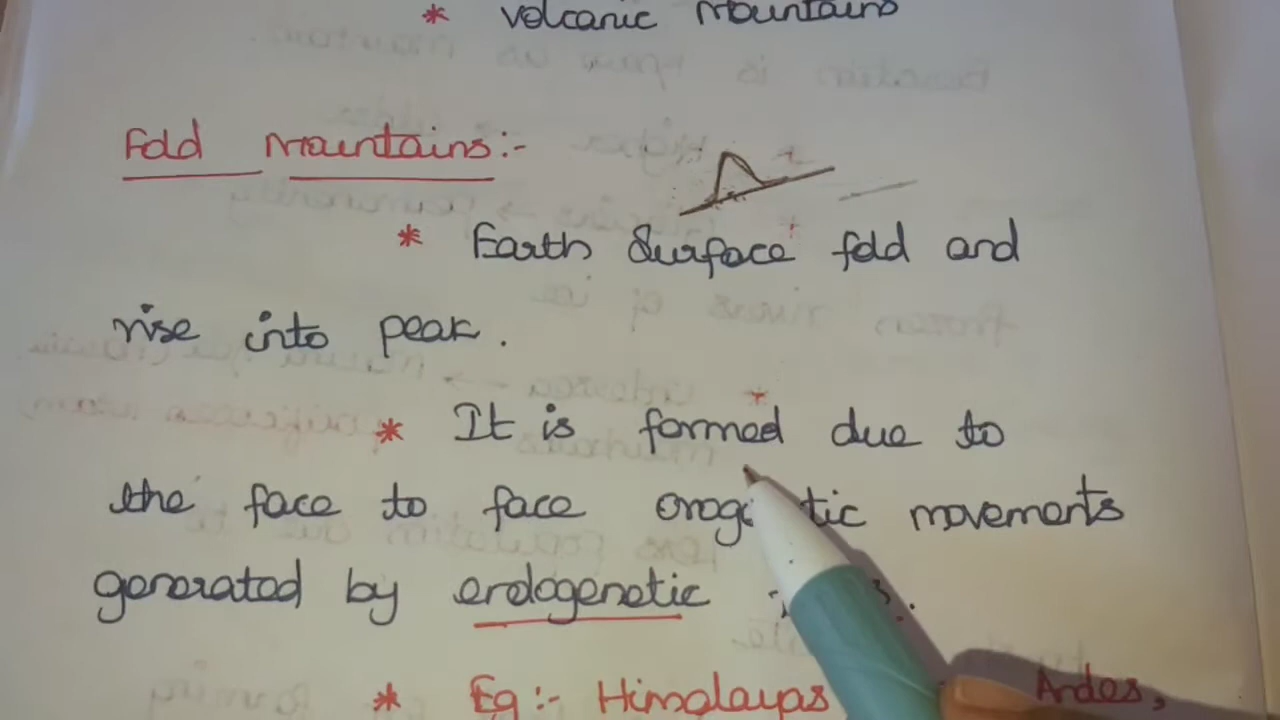 * Volcanic Mountains
Fold Mountains:-
* Earth Surface fold and
rise into peak.
* It is formed due to
the face to face movements
generated by endogenetic
* Eg:- Himalayas Andes,